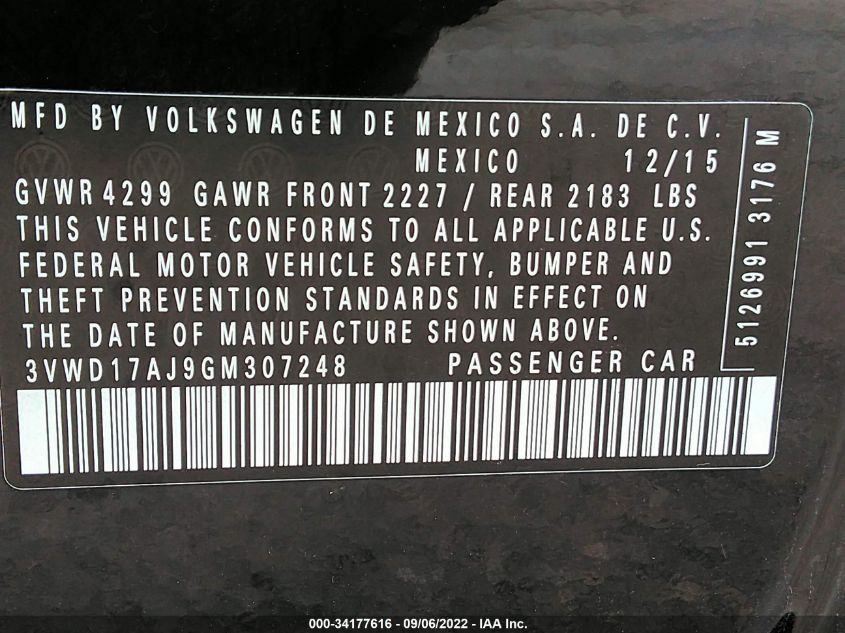 MFD BY VOLKSWAGEN DE MEXICO S.A. DE C.V.
MEXICO 12/15
GVWR 4299 GAWR FRONT 2227 / REAR 2183 LBS
THIS VEHICLE CONFORMS TO ALL APPLICABLE U.S.
FEDERAL MOTOR VEHICLE SAFETY, BUMPER AND
THEFT PREVENTION STANDARDS IN EFFECT ON
THE DATE OF MANUFACTURE SHOWN ABOVE.
3VWD17AJ9GM307248 PASSENGER CAR
5126991 3176 M
000-34177616 - 09/06/2022 - IAA Inc.